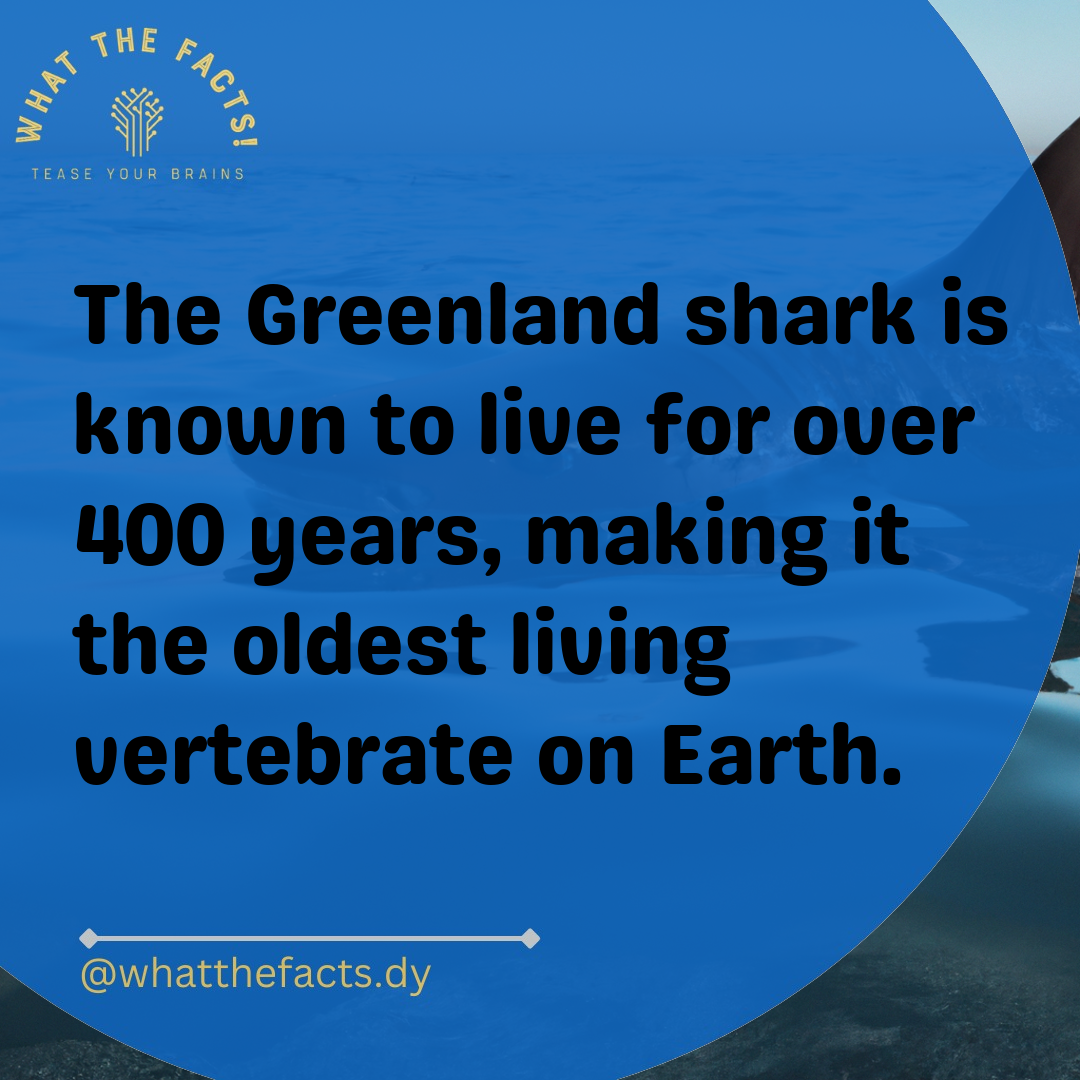 WHAT THE FACTS!
TEASE YOUR BRAINS
The Greenland shark is
known to live for over
400 years, making it
the oldest living
vertebrate on Earth.
@whatthefacts.dy